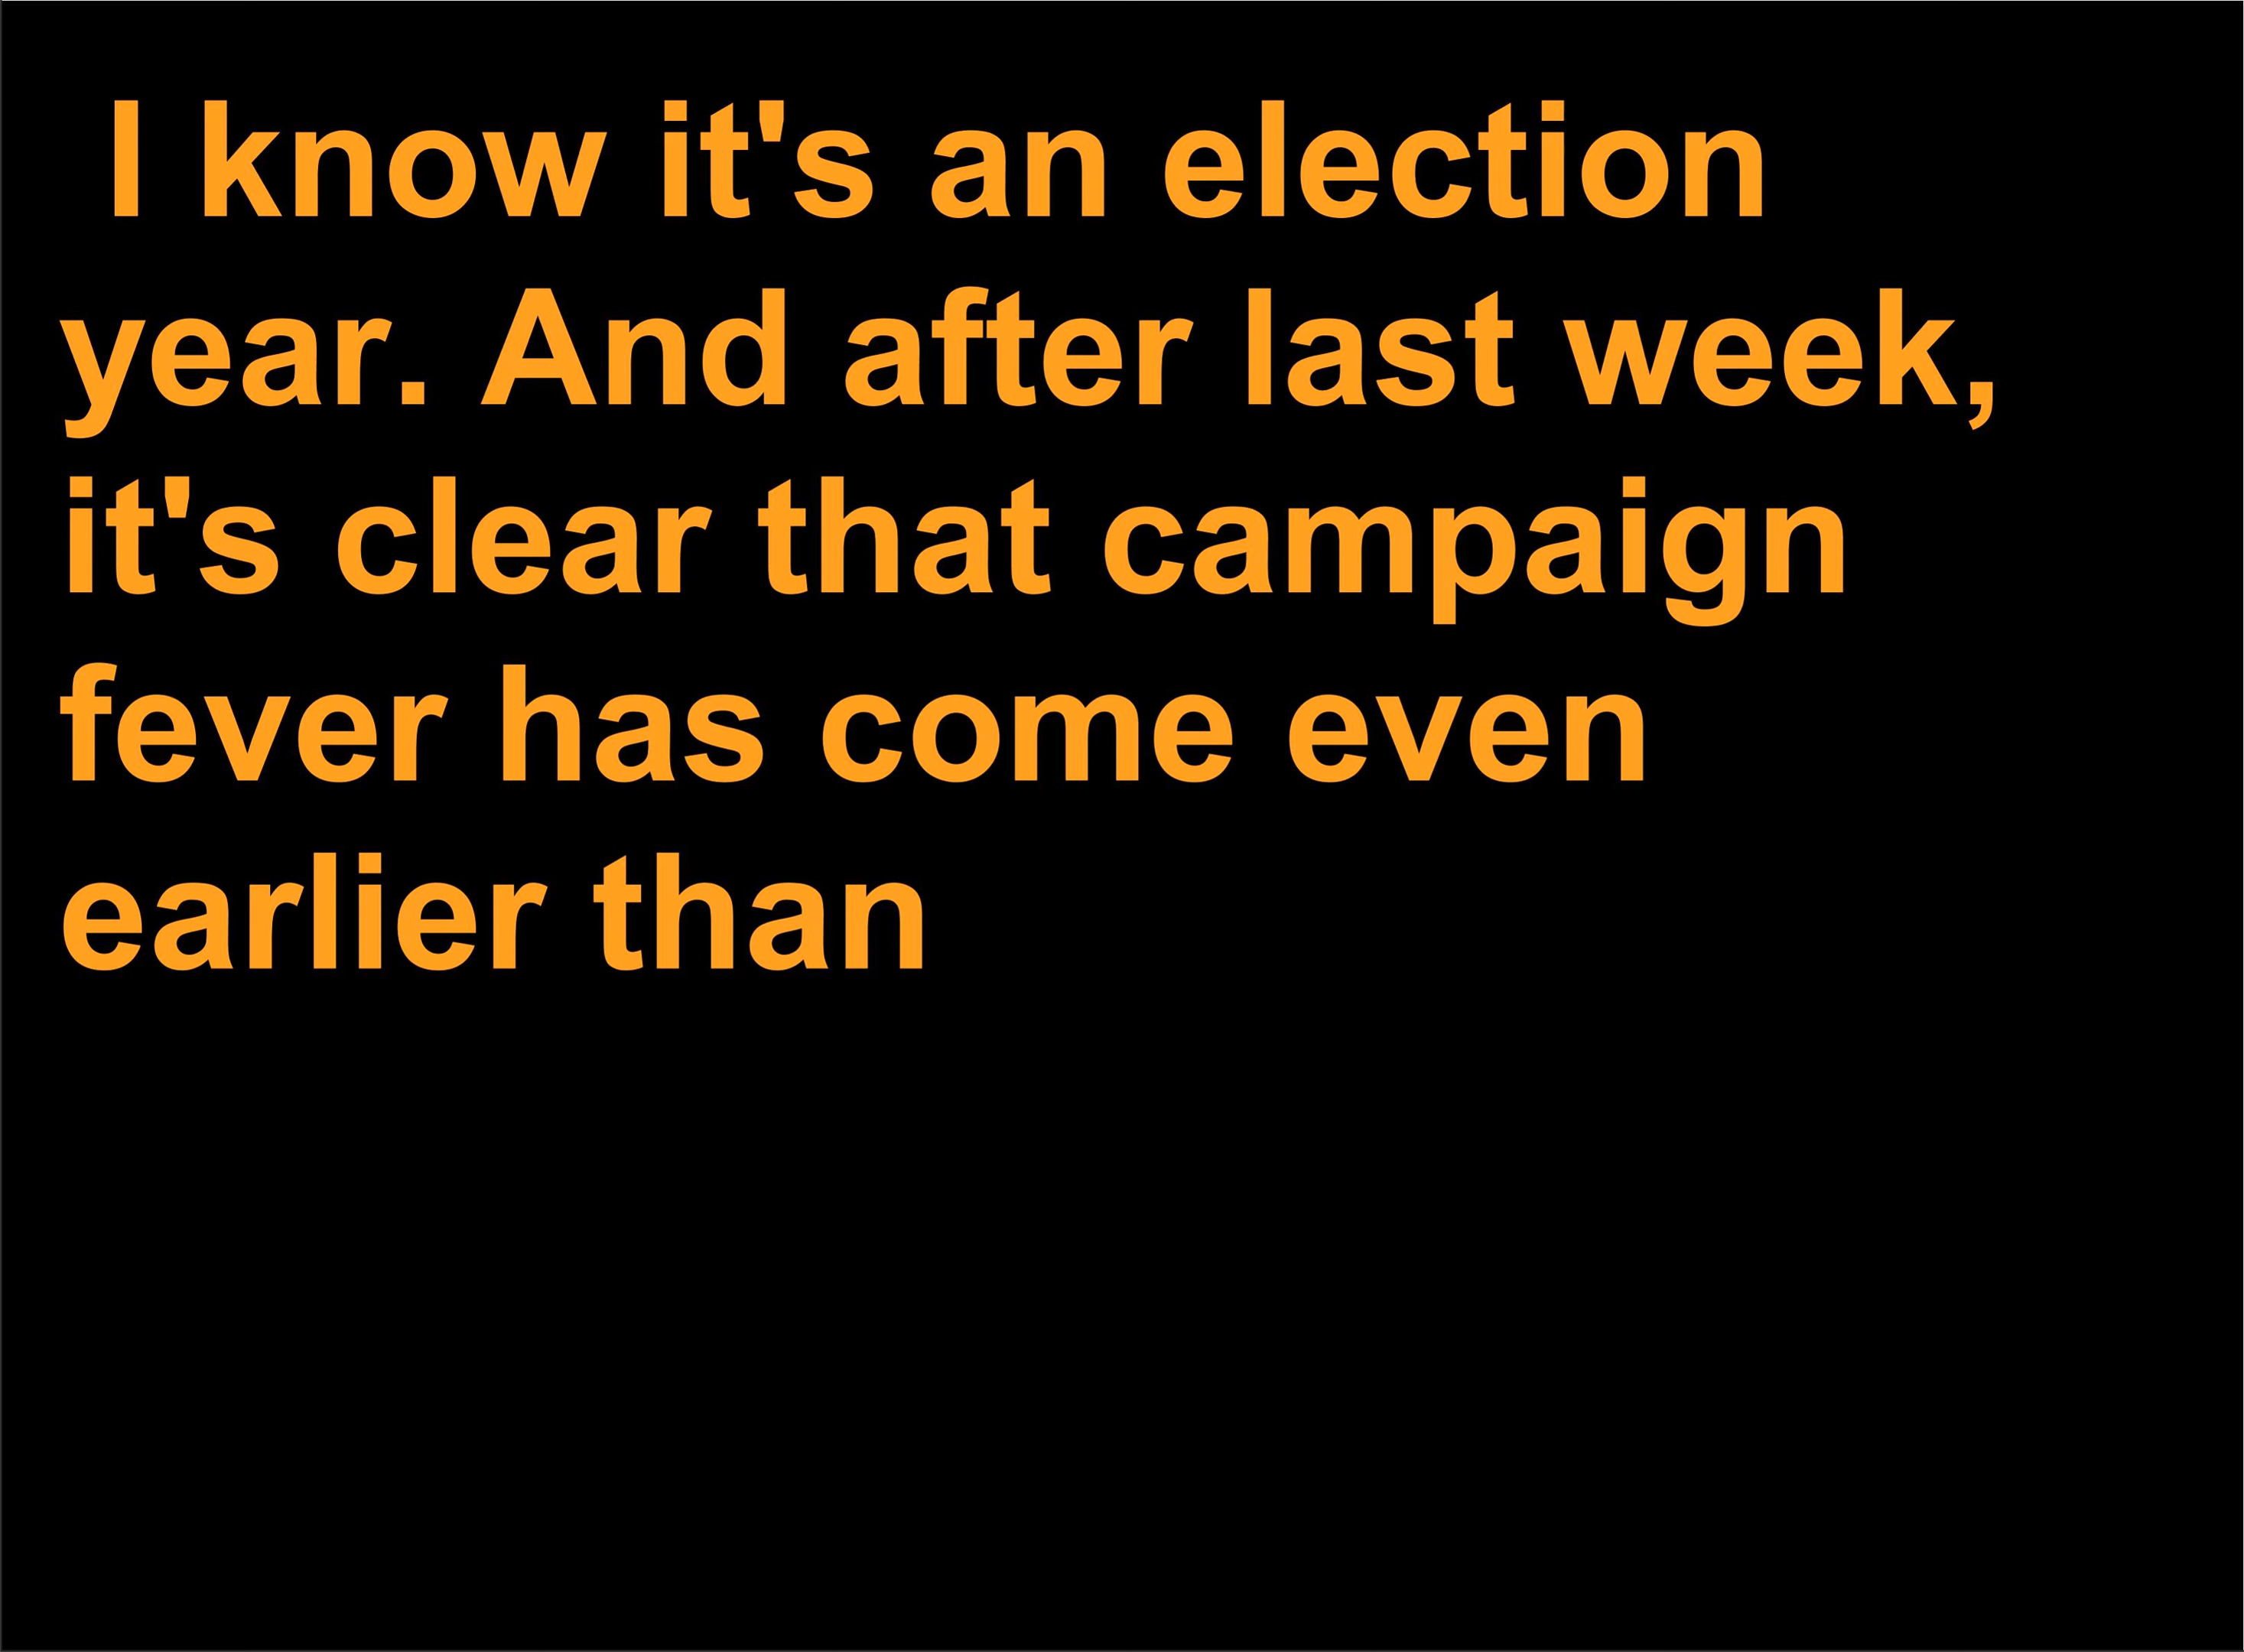 I know it's an election
year. And after last week,
it's clear that campaign
fever has come even
earlier than